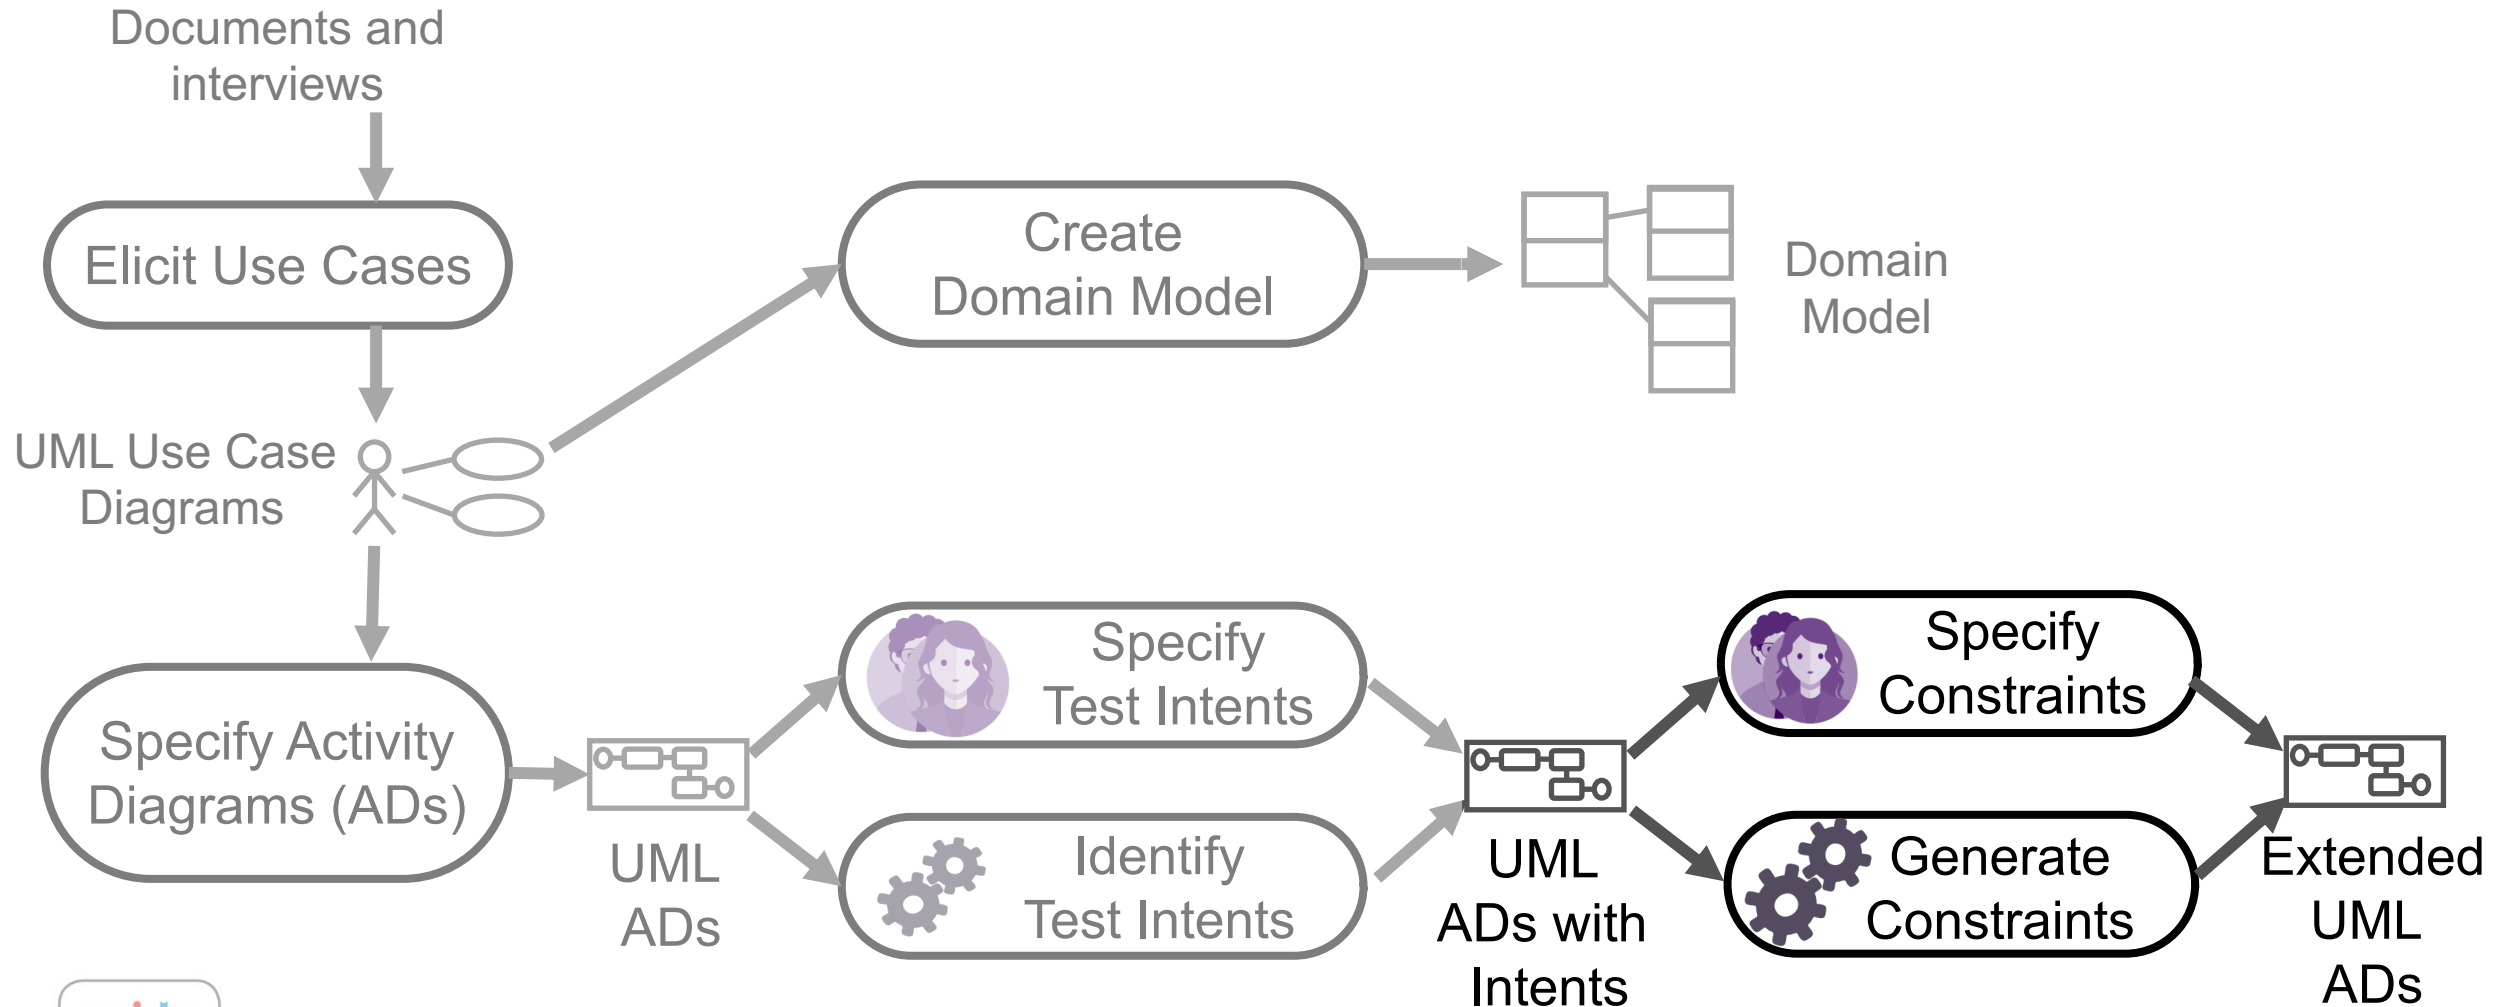 Documents and
interviews
Elicit Use Cases
Create
Domain Model
Domain
Model
UML Use Case
Diagrams
Specify Activity
Diagrams (ADs)
UML
ADs
Specify
Test Intents
Identify
Test Intents
UML
ADs with
Intents
Specify
Constraints
Generate
Constraints
Extended
UML
ADs